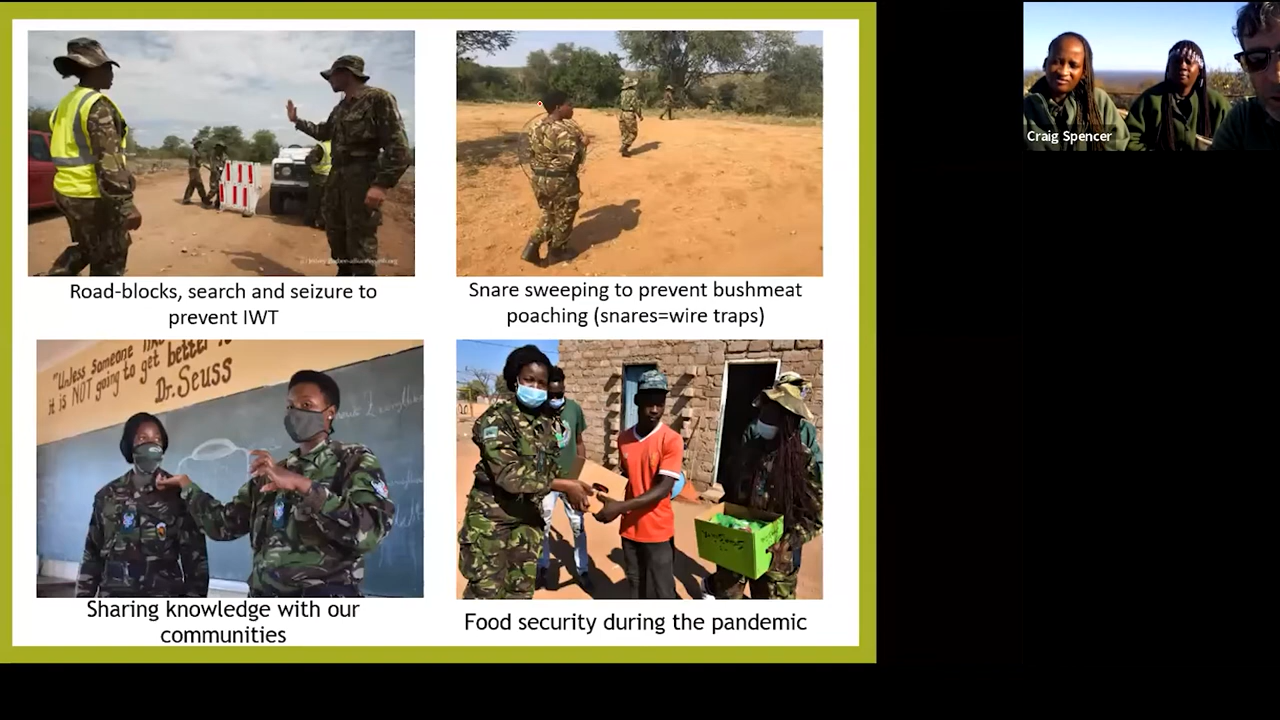 Road-blocks, search and seizure to
prevent IWT
Snare sweeping to prevent bushmeat
poaching (snares=wire traps)
"Unless Someone like
it is NOT going to get better
Dr. Seuss
Sharing knowledge with our
communities
Food security during the pandemic
Craig Spencer